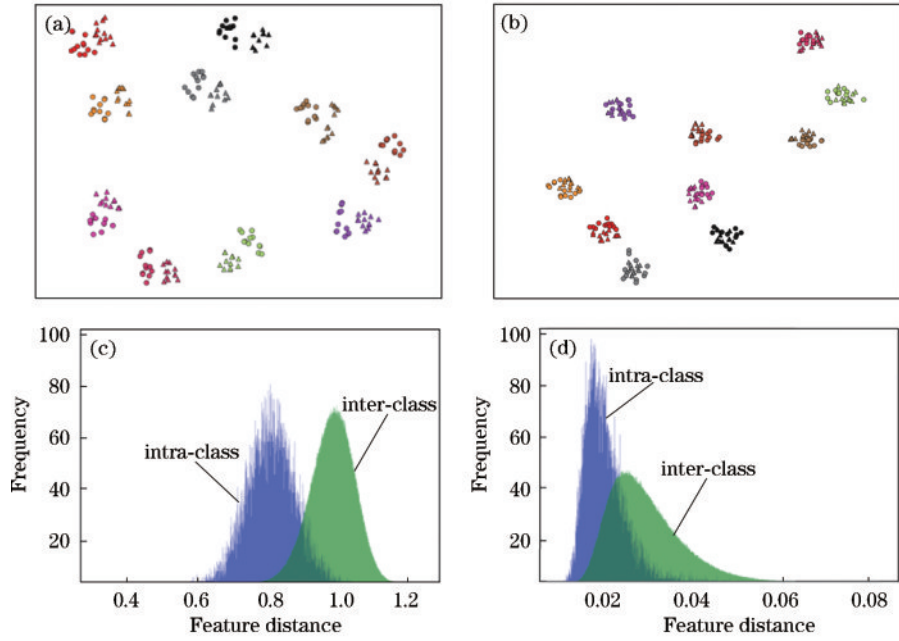 (a)
(b)
(c)
100
80
60
40
20
Frequency
intra-class
inter-class
0.4
0.6
0.8
1.0
1.2
Feature distance
(d)
100
80
60
40
20
Frequency
intra-class
inter-class
0.02
0.04
0.06
0.08
Feature distance